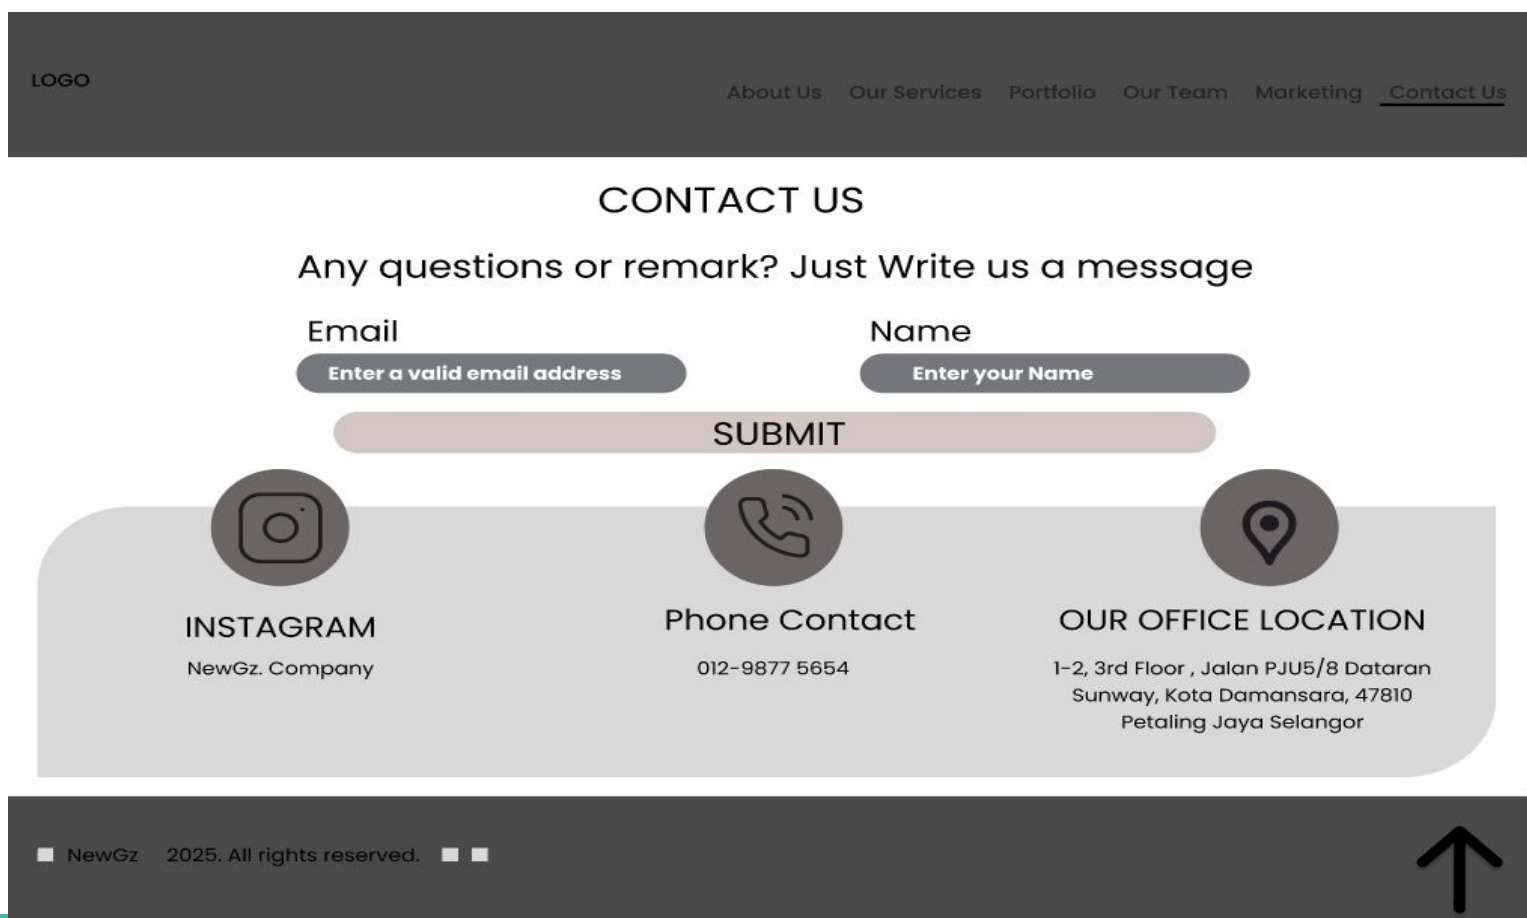 LOGO
About Us Our Services Portfolio Our Team Marketing Contact Us
CONTACT US
Any questions or remark? Just Write us a message
Email Name
Enter a valid email address Enter your Name
SUBMIT
INSTAGRAM
NewGz. Company
Phone Contact
012-9877 5654
OUR OFFICE LOCATION
1-2, 3rd Floor , Jalan PJU5/8 Dataran
Sunway, Kota Damansara, 47810
Petaling Jaya Selangor
NewGz 2025. All rights reserved.